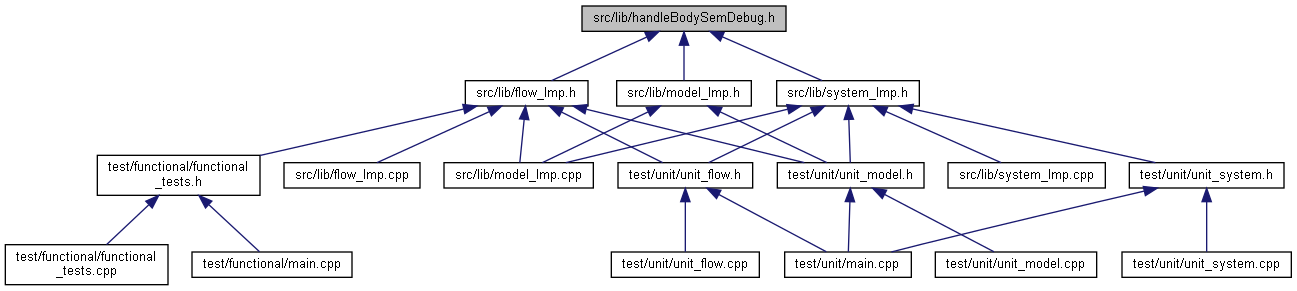 src/lib/handleBodySemDebug.h
src/lib/flow_Imp.h
src/lib/model_Imp.h
src/lib/system_Imp.h
test/functional/functional
_tests.h
src/lib/flow_Imp.cpp
src/lib/model_Imp.cpp
test/unit/unit_flow.h
test/unit/unit_model.h
src/lib/system_Imp.cpp
test/unit/unit_system.h
test/functional/functional
_tests.cpp
test/functional/main.cpp
test/unit/unit_flow.cpp
test/unit/main.cpp
test/unit/unit_model.cpp
test/unit/unit_system.cpp